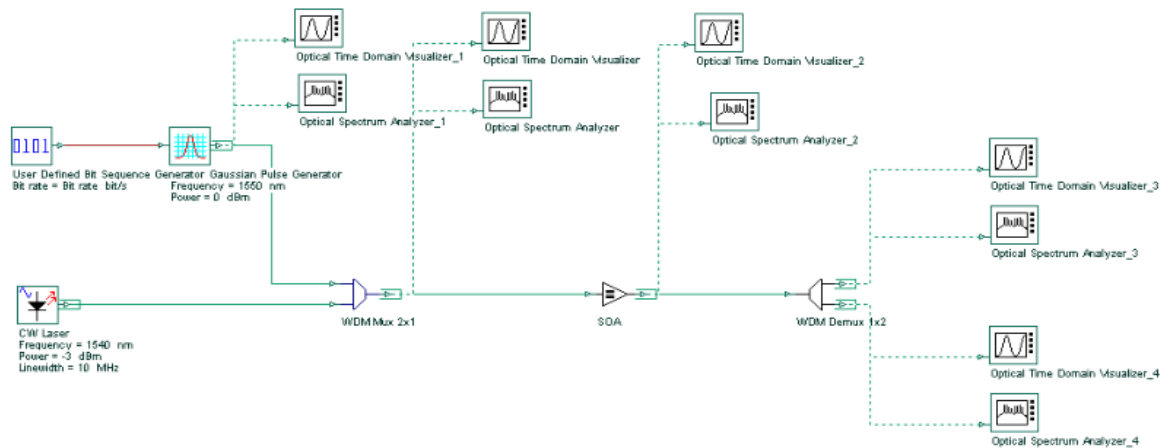 Optical Time Domain Visualizer_1
Optical Time Domain Visualizer
Optical Time Domain Visualizer_2
Optical Spectrum Analyzer_1
Optical Spectrum Analyzer
Optical Spectrum Analyzer_2
0101
User Defined Bit Sequence Generator
Bit rate = Bit rate bit/s
Gaussian Pulse Generator
Frequency = 1550 nm
Power = 0 dBm
Optical Time Domain Visualizer_3
Optical Spectrum Analyzer_3
WDM Mux 2x1
SOA
WDM Demux 1x2
CW Laser
Frequency = 1540 nm
Power = -3 dBm
Linewidth = 10 MHz
Optical Time Domain Visualizer_4
Optical Spectrum Analyzer_4